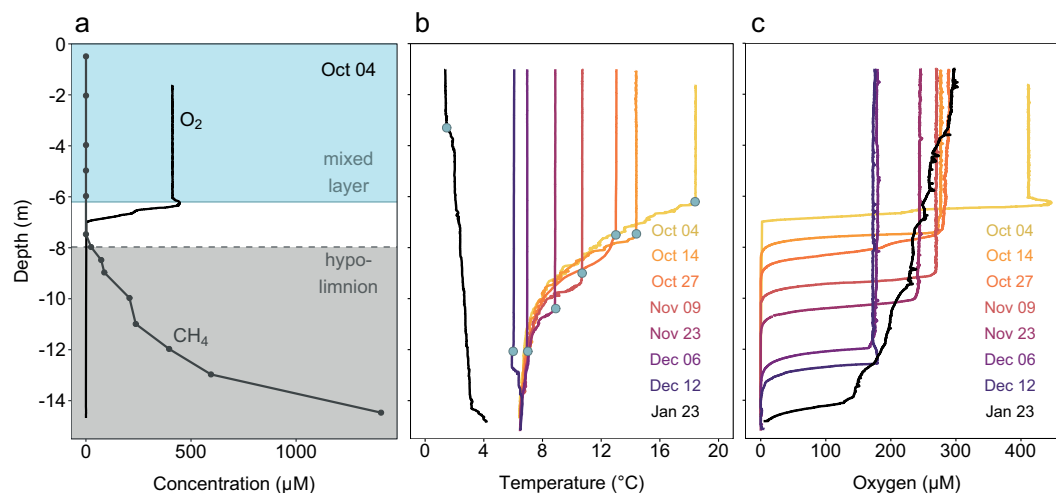 a
b
c
Depth (m)
0
-2
-4
-6
-8
-10
-12
-14
Oct 04
O2
mixed
layer
hypo-
limnion
CH4
0
500
1000
Concentration (µM)
Oct 04
Oct 14
Oct 27
Nov 09
Nov 23
Dec 06
Dec 12
Jan 23
0
4
8
12
16
20
Temperature (°C)
Oct 04
Oct 14
Oct 27
Nov 09
Nov 23
Dec 06
Dec 12
Jan 23
0
100
200
300
400
Oxygen (µM)